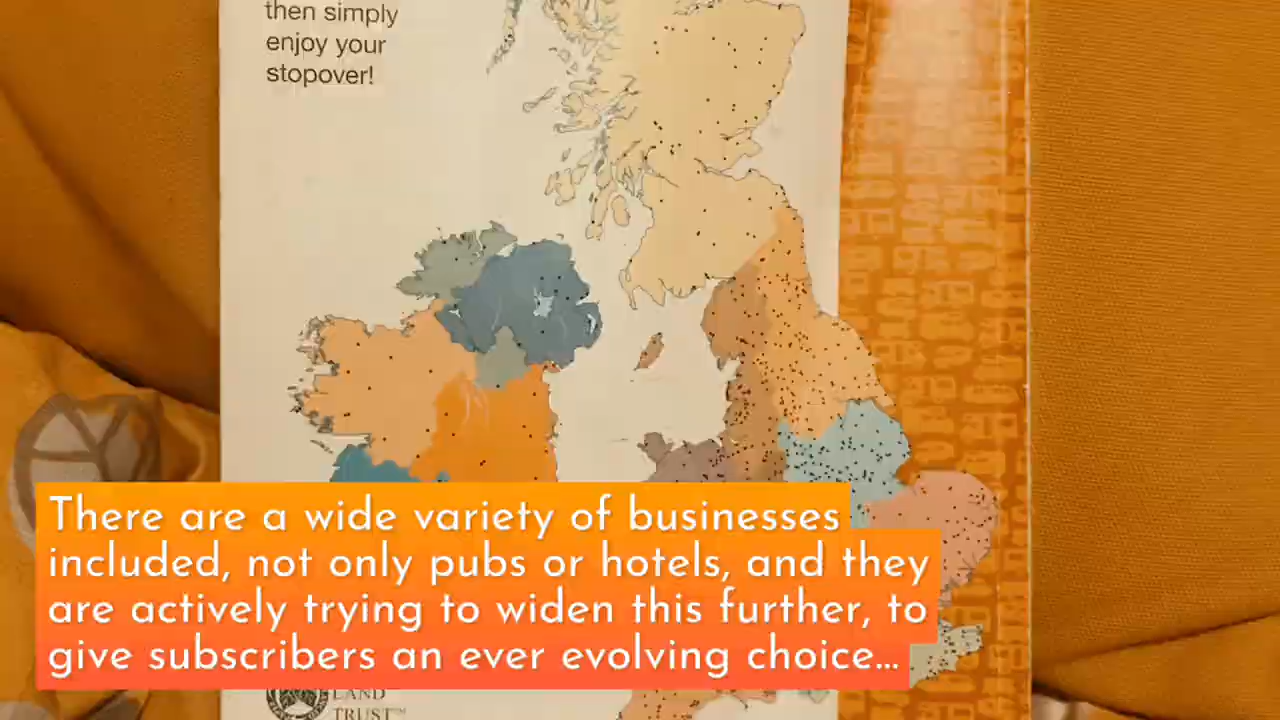 then simply
enjoy your
stopover!
There are a wide variety of businesses
included, not only pubs or hotels, and they
are actively trying to widen this further, to
give subscribers an ever evolving choice...
LAND
TRUST™